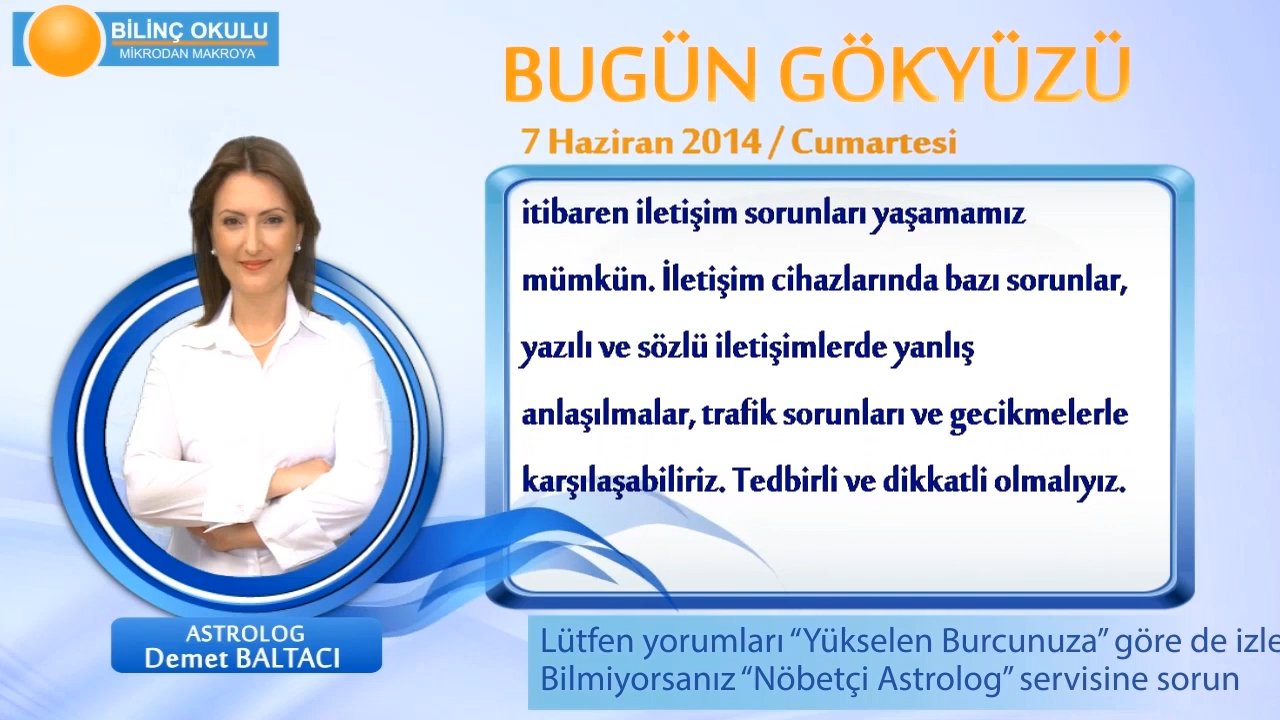 BİLİNÇ OKULU
MİKRODAN MAKROYA
BUGÜN GÖKYÜZÜ
7 Haziran 2014 / Cumartesi
itibaren iletişim sorunları yaşamamız
mümkün. İletişim cihazlarında bazı sorunlar,
yazılı ve sözlü iletişimlerde yanlış
anlaşılmalar, trafik sorunları ve gecikmelerle
karşılaşabiliriz. Tedbirli ve dikkatli olmalıyız.
ASTROLOG
Demet BALTACI
Lütfen yorumları “Yükselen Burcunuza” göre de izle
Bilmiyorsanız “Nöbetçi Astrolog” servisine sorun